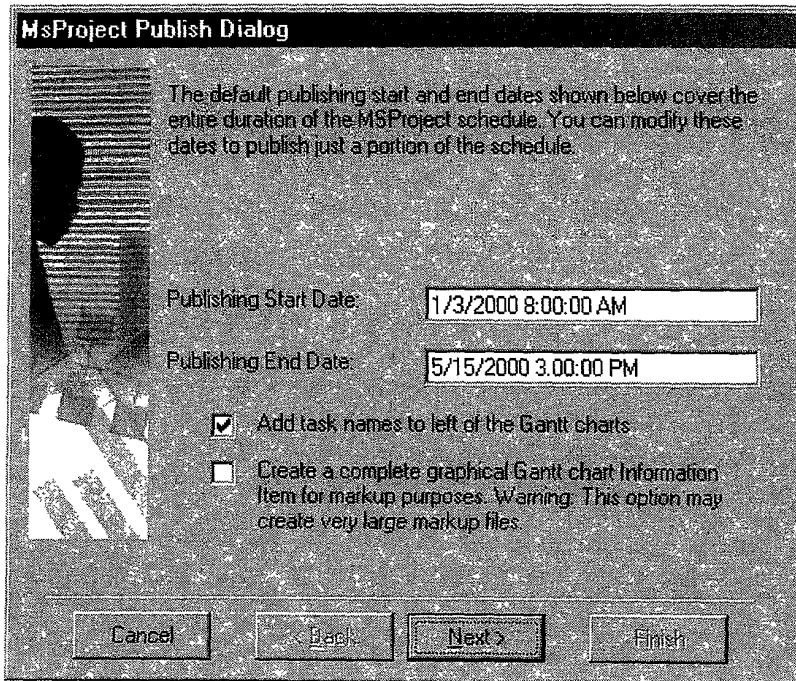 MsProject Publish Dialog
The default publishing start and end dates shown below cover the
entire duration of the MSProject schedule. You can modify these
dates to publish just a portion of the schedule.
Publishing Start Date:
1/3/2000 8:00:00 AM
Publishing End Date:
5/15/2000 3.00:00 PM
Add task names to left of the Gantt charts
Create a complete graphical Gantt chart Information
Item for markup purposes. Warning: This option may
create very large markup files.
Cancel
< Back
Next >
Finish